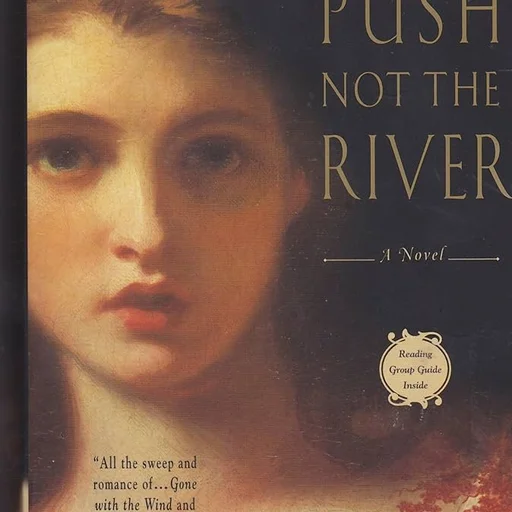 PUSH
NOT THE
RIVER
A Novel
Reading
Group Guide
Inside
"All the sweep and
romance of...Gone
with the Wind and